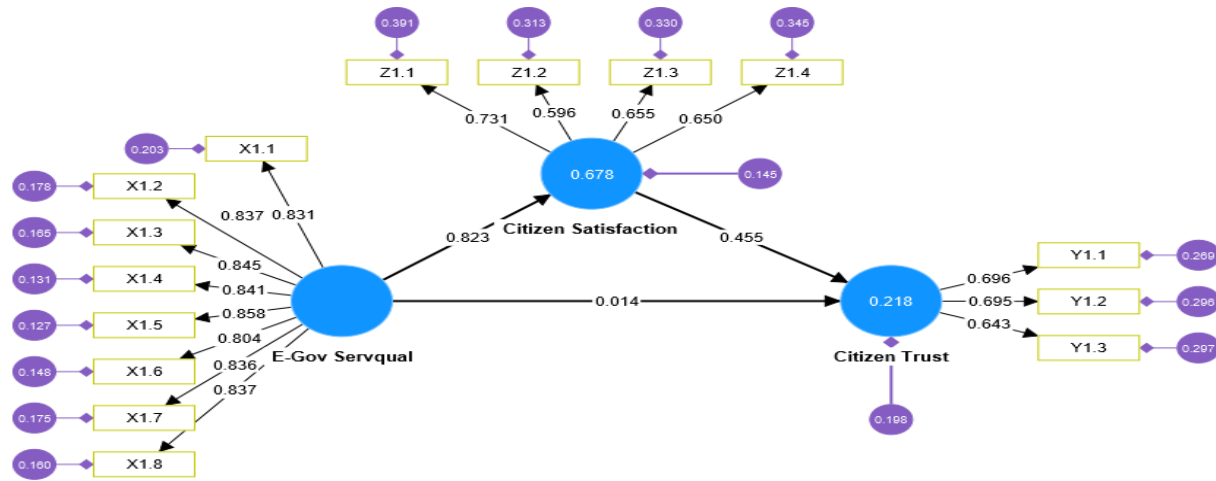 0.391
0.313
0.330
0.345
Z1.1
Z1.2
Z1.3
Z1.4
0.731
0.596
0.655
0.650
0.203
X1.1
0.678
0.145
0.178
X1.2
0.837
0.831
Citizen Satisfaction
0.165
X1.3
0.845
0.823
0.455
0.131
X1.4
0.841
0.858
0.014
0.218
0.696
Y1.1
0.269
0.695
Y1.2
0.296
0.643
Y1.3
0.297
0.127
X1.5
0.804
E-Gov Servqual
Citizen Trust
0.148
X1.6
0.836
0.837
0.175
X1.7
0.198
0.160
X1.8